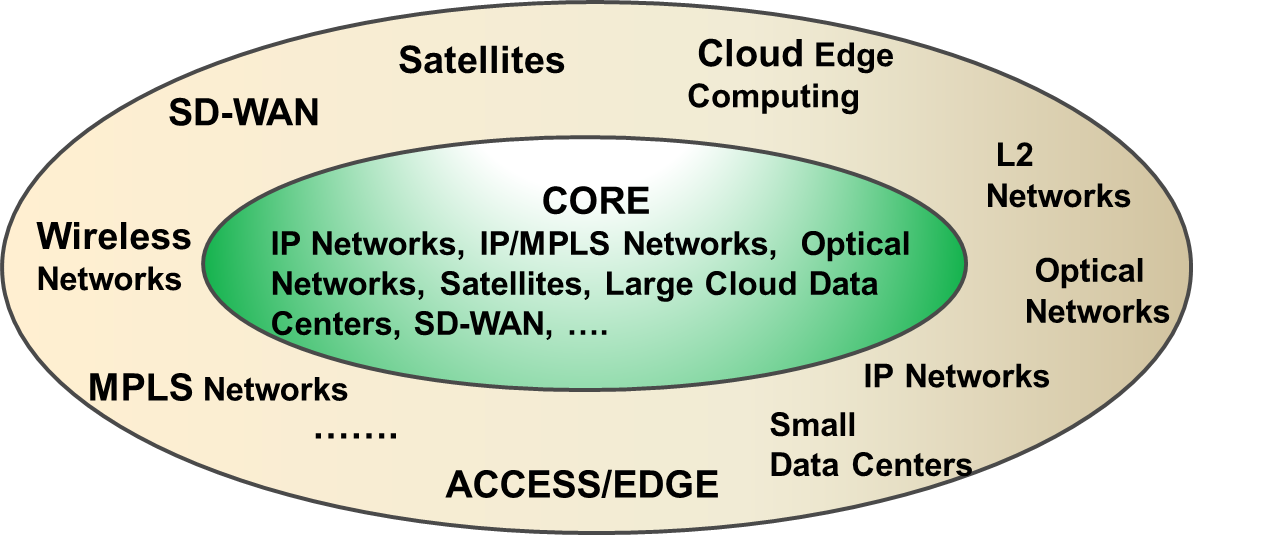 Satellites
Cloud Edge
Computing
SD-WAN
L2
Networks
Wireless
Networks
CORE
IP Networks, IP/MPLS Networks, Optical
Networks, Satellites, Large Cloud Data
Centers, SD-WAN, ….
Optical
Networks
MPLS Networks
…….
IP Networks
Small
Data Centers
ACCESS/EDGE